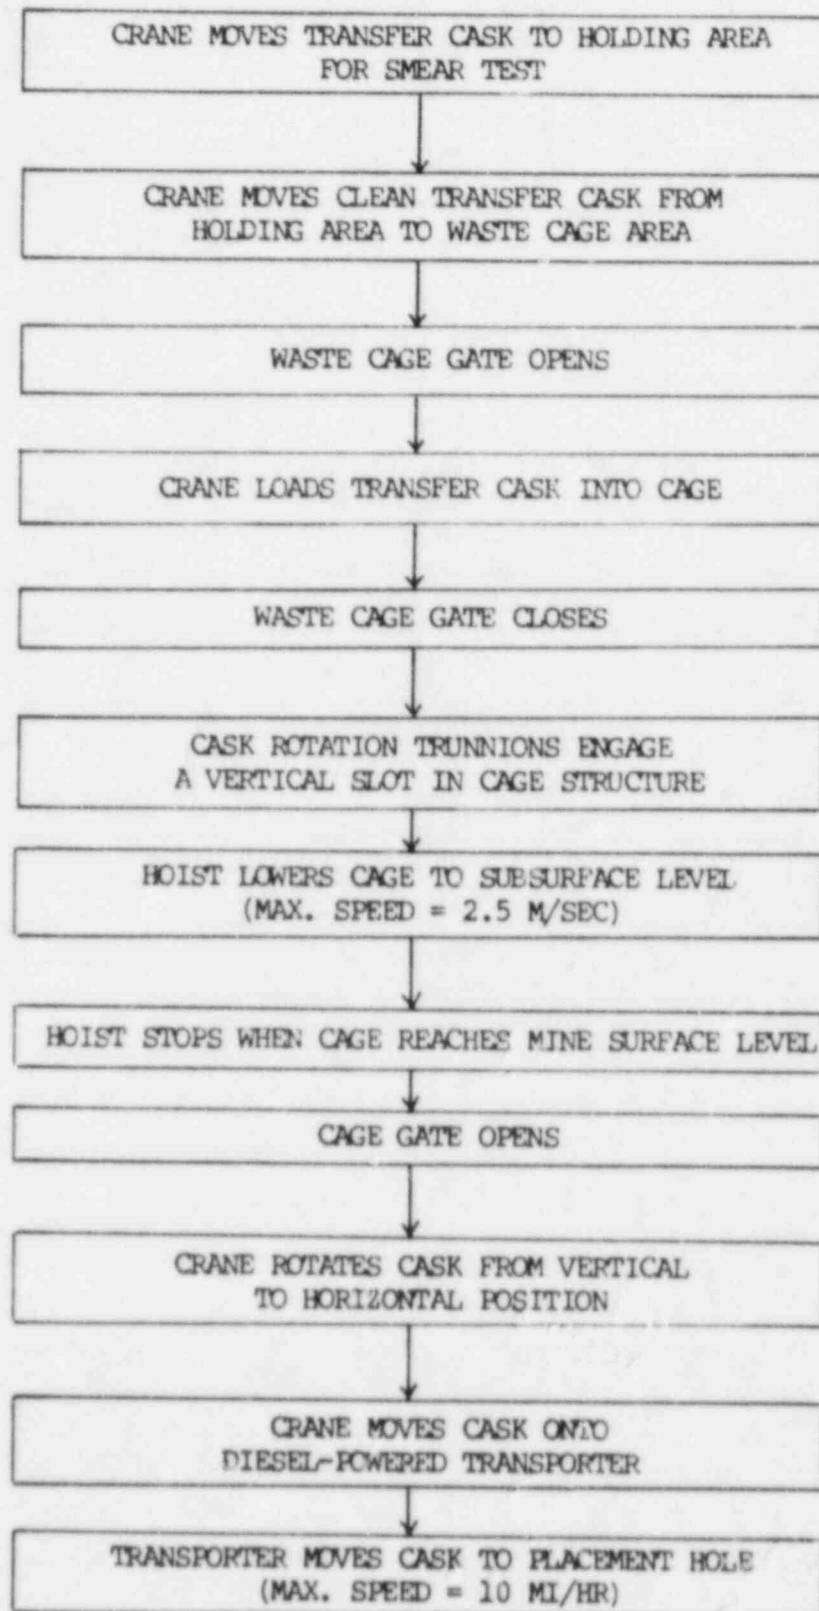 CRANE MOVES TRANSFER CASK TO HOLDING AREA
FOR SMEAR TEST
CRANE MOVES CLEAN TRANSFER CASK FROM
HOLDING AREA TO WASTE CAGE AREA
WASTE CAGE GATE OPENS
CRANE LOADS TRANSFER CASK INTO CAGE
WASTE CAGE GATE CLOSES
CASK ROTATION TRUNNIONS ENGAGE
A VERTICAL SLOT IN CAGE STRUCTURE
HOIST LOWERS CAGE TO SUBSURFACE LEVEL
(MAX. SPEED = 2.5 M/SEC)
HOIST STOPS WHEN CAGE REACHES MINE SURFACE LEVEL
CAGE GATE OPENS
CRANE ROTATES CASK FROM VERTICAL
TO HORIZONTAL POSITION
CRANE MOVES CASK ONTO
DIESEL-POWERED TRANSPORTER
TRANSPORTER MOVES CASK TO PLACEMENT HOLE
(MAX. SPEED = 10 MI/HR)